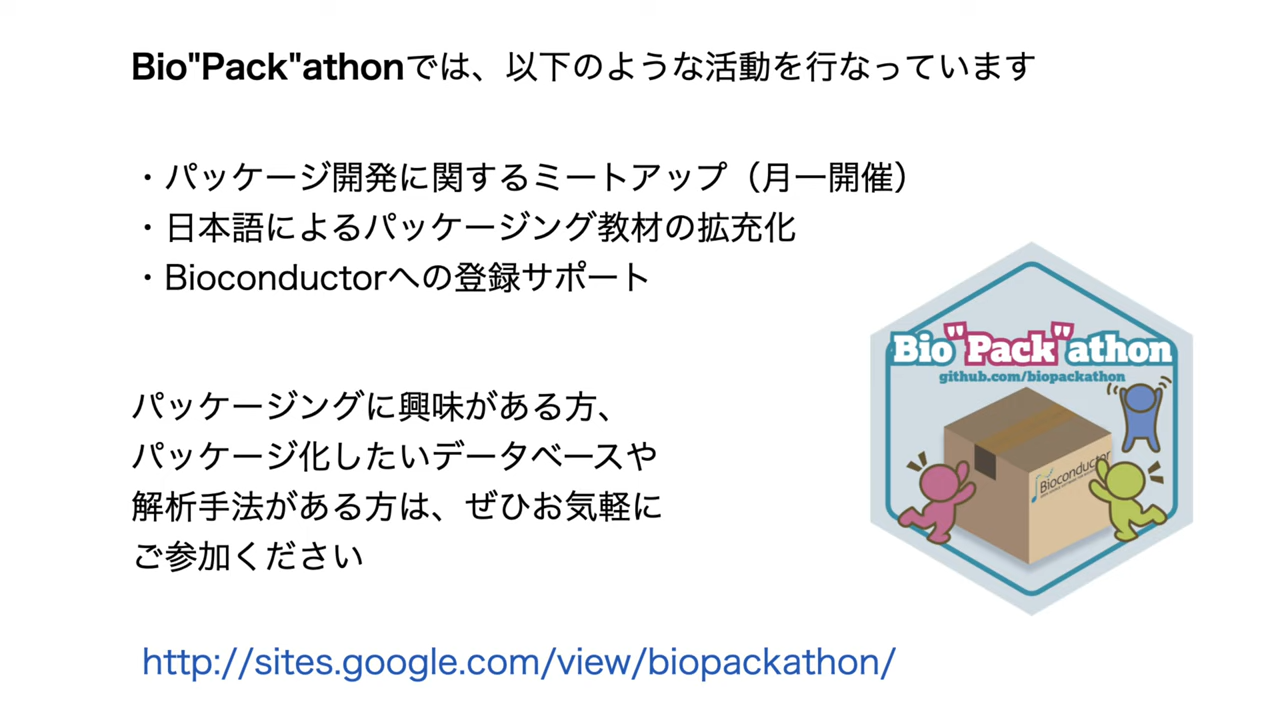 Bio"Pack"athonでは、以下のような活動を行なっています
・パッケージ開発に関するミートアップ（月一開催）
・日本語によるパッケージング教材の拡充化
・Bioconductorへの登録サポート
パッケージングに興味がある方、
パッケージ化したいデータベースや
解析手法がある方は、ぜひお気軽に
ご参加ください
http://sites.google.com/view/biopackathon/
Bio"Pack"athon
github.com/biopackathon
Bioconductor